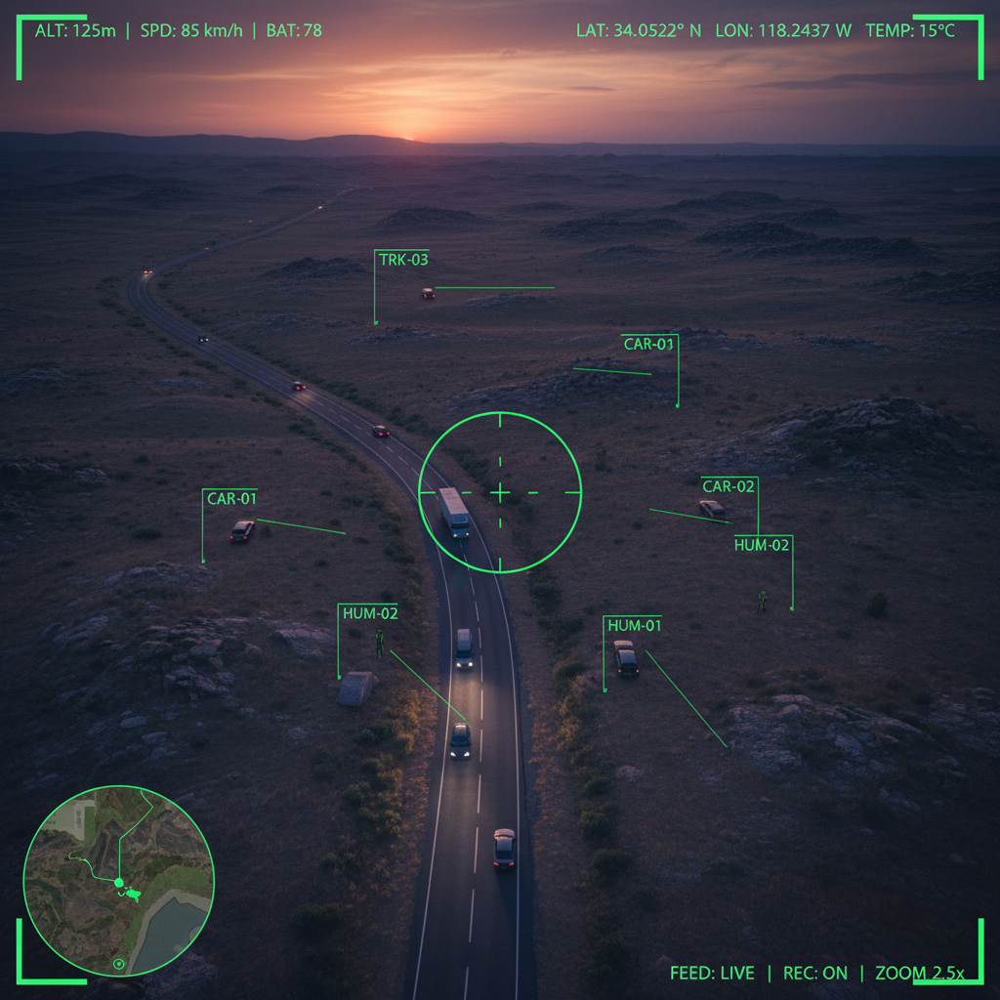 ALT: 125m | SPD: 85 km/h | BAT: 78
LAT: 34.0522° N LON: 118.2437 W TEMP: 15°C
TRK-03
CAR-01
CAR-02
CAR-01
HUM-02
HUM-02
HUM-01
FEED: LIVE | REC: ON | ZOOM 2.5x